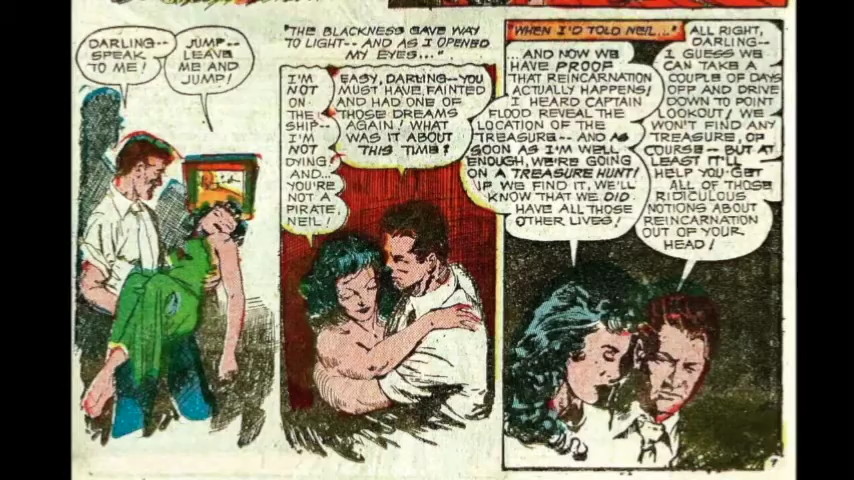 DARLING--
SPEAK
TO ME!
JUMP--
LEAVE
ME AND
JUMP!
"THE BLACKNESS GAVE WAY
TO LIGHT-- AND AS I OPENED
MY EYES..."
I'M
NOT
ON
THE
SHIP--
I'M
NOT
DYING!
AND...
YOU'RE
NOT A
PIRATE,
NEIL!
EASY, DARLING--YOU
MUST HAVE FAINTED
AND HAD ONE OF
THOSE DREAMS
AGAIN! WHAT
WAS IT ABOUT
THIS TIME?
"WHEN I'D TOLD NEIL..."
...AND NOW WE
HAVE PROOF
THAT REINCARNATION
ACTUALLY HAPPENS!
I HEARD CAPTAIN
FLOOD REVEAL THE
LOCATION OF THE
TREASURE-- AND AS
SOON AS I'M WELL
ENOUGH, WE'RE GOING
ON A TREASURE HUNT!
IF WE FIND IT, WE'LL
KNOW THAT WE DID
HAVE ALL THOSE
OTHER LIVES!
ALL RIGHT,
DARLING--
I GUESS WE
CAN TAKE A
COUPLE OF DAYS
OFF AND DRIVE
DOWN TO POINT
LOOKOUT! WE
WON'T FIND ANY
TREASURE, OF
COURSE-- BUT AT
LEAST IT'LL
HELP YOU GET
ALL OF THOSE
RIDICULOUS
NOTIONS ABOUT
REINCARNATION
OUT OF YOUR
HEAD!
7